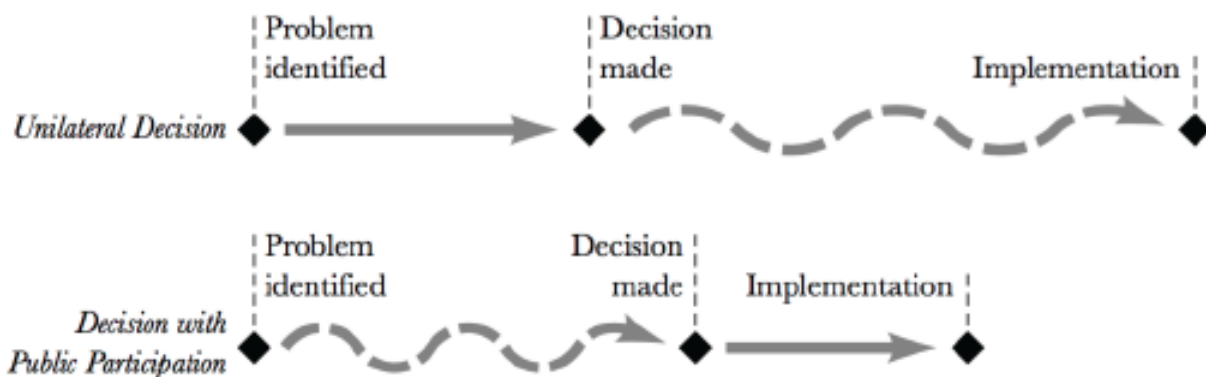 Problem
identified
Decision
made
Implementation
Unilateral Decision
Problem
identified
Decision
made
Implementation
Decision with
Public Participation